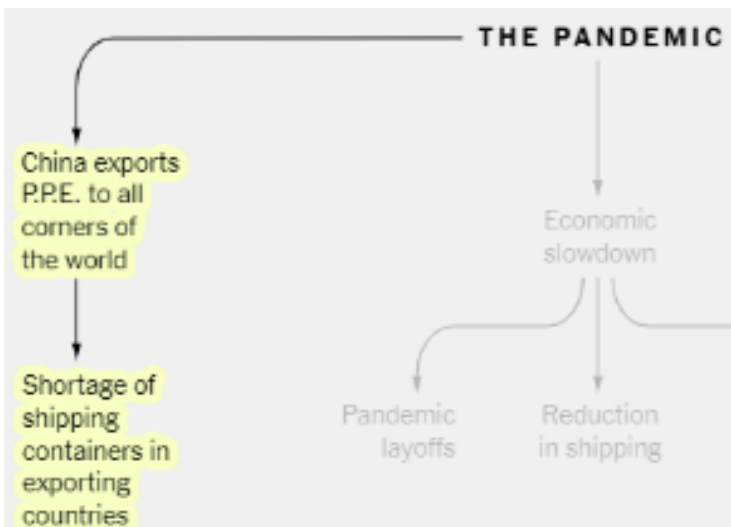 THE PANDEMIC
China exports
P.P.E. to all
corners of
the world
Economic
slowdown
Shortage of
shipping
containers in
exporting
countries
Pandemic
layoffs
Reduction
in shipping